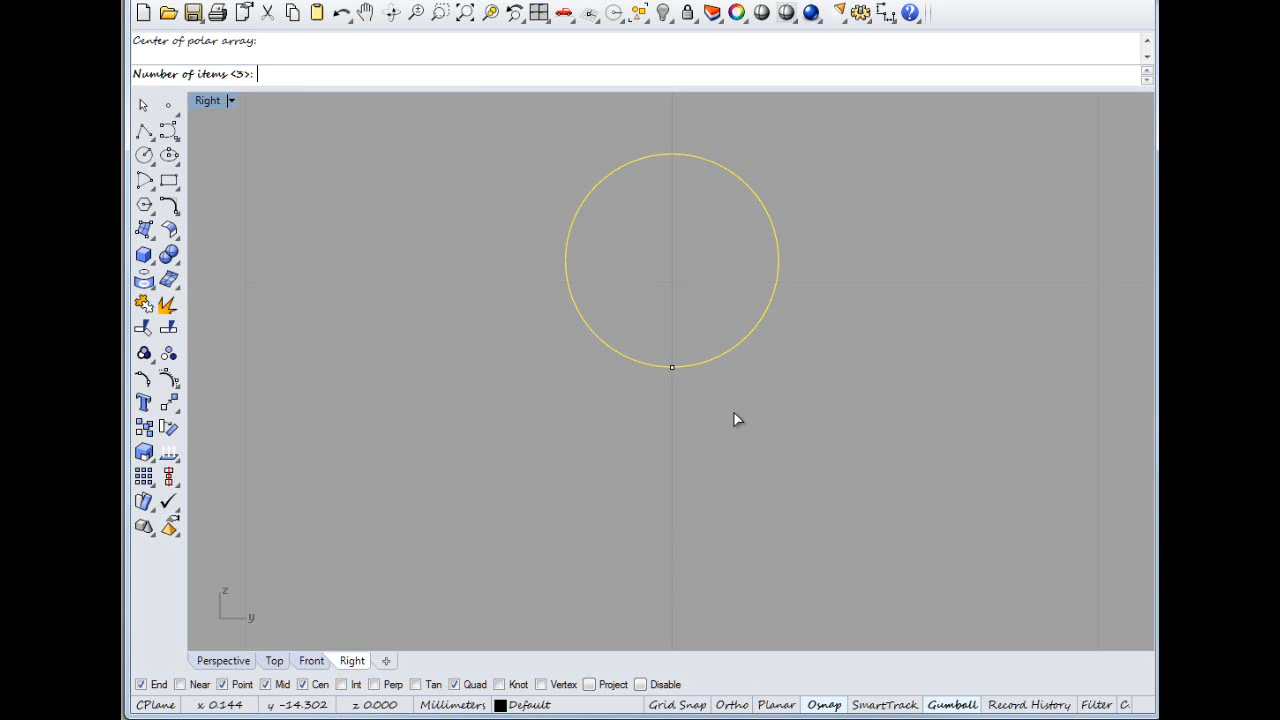 Center of polar array:
Number of items <3>:
Right
z
y
Perspective Top Front Right
End Near Point Mid Cen Int Perp Tan Quad Knot Vertex Project Disable
CPlane x 0.144 y -14.302 z 0.000 Millimeters Default Grid Snap Ortho Planar Osnap SmartTrack Gumball Record History Filter C